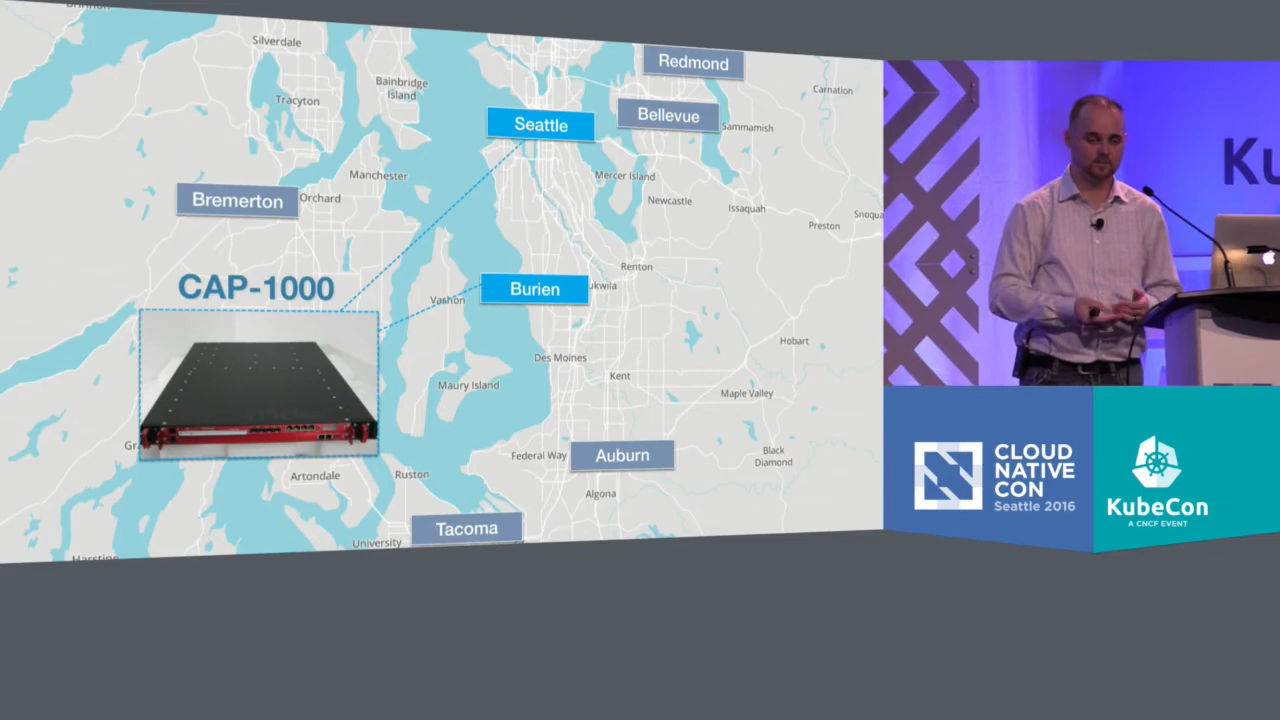 Silverdale
Redmond
Bainbridge
Island
Carnation
Tracyton
Bellevue
Seattle
Sammamish
Manchester
Mercer Island
Bremerton
Orchard
Newcastle
Issaquah
Preston
Renton
CAP-1000
Burien
Vashon
Hobart
Des Moines
Kent
Maury Island
Maple Valley
Federal Way
Auburn
Black
Diamond
Artondale
Ruston
Algona
Tacoma
University
Ku
CLOUD
NATIVE
CON
Seattle 2016
KubeCon
A CNCF EVENT